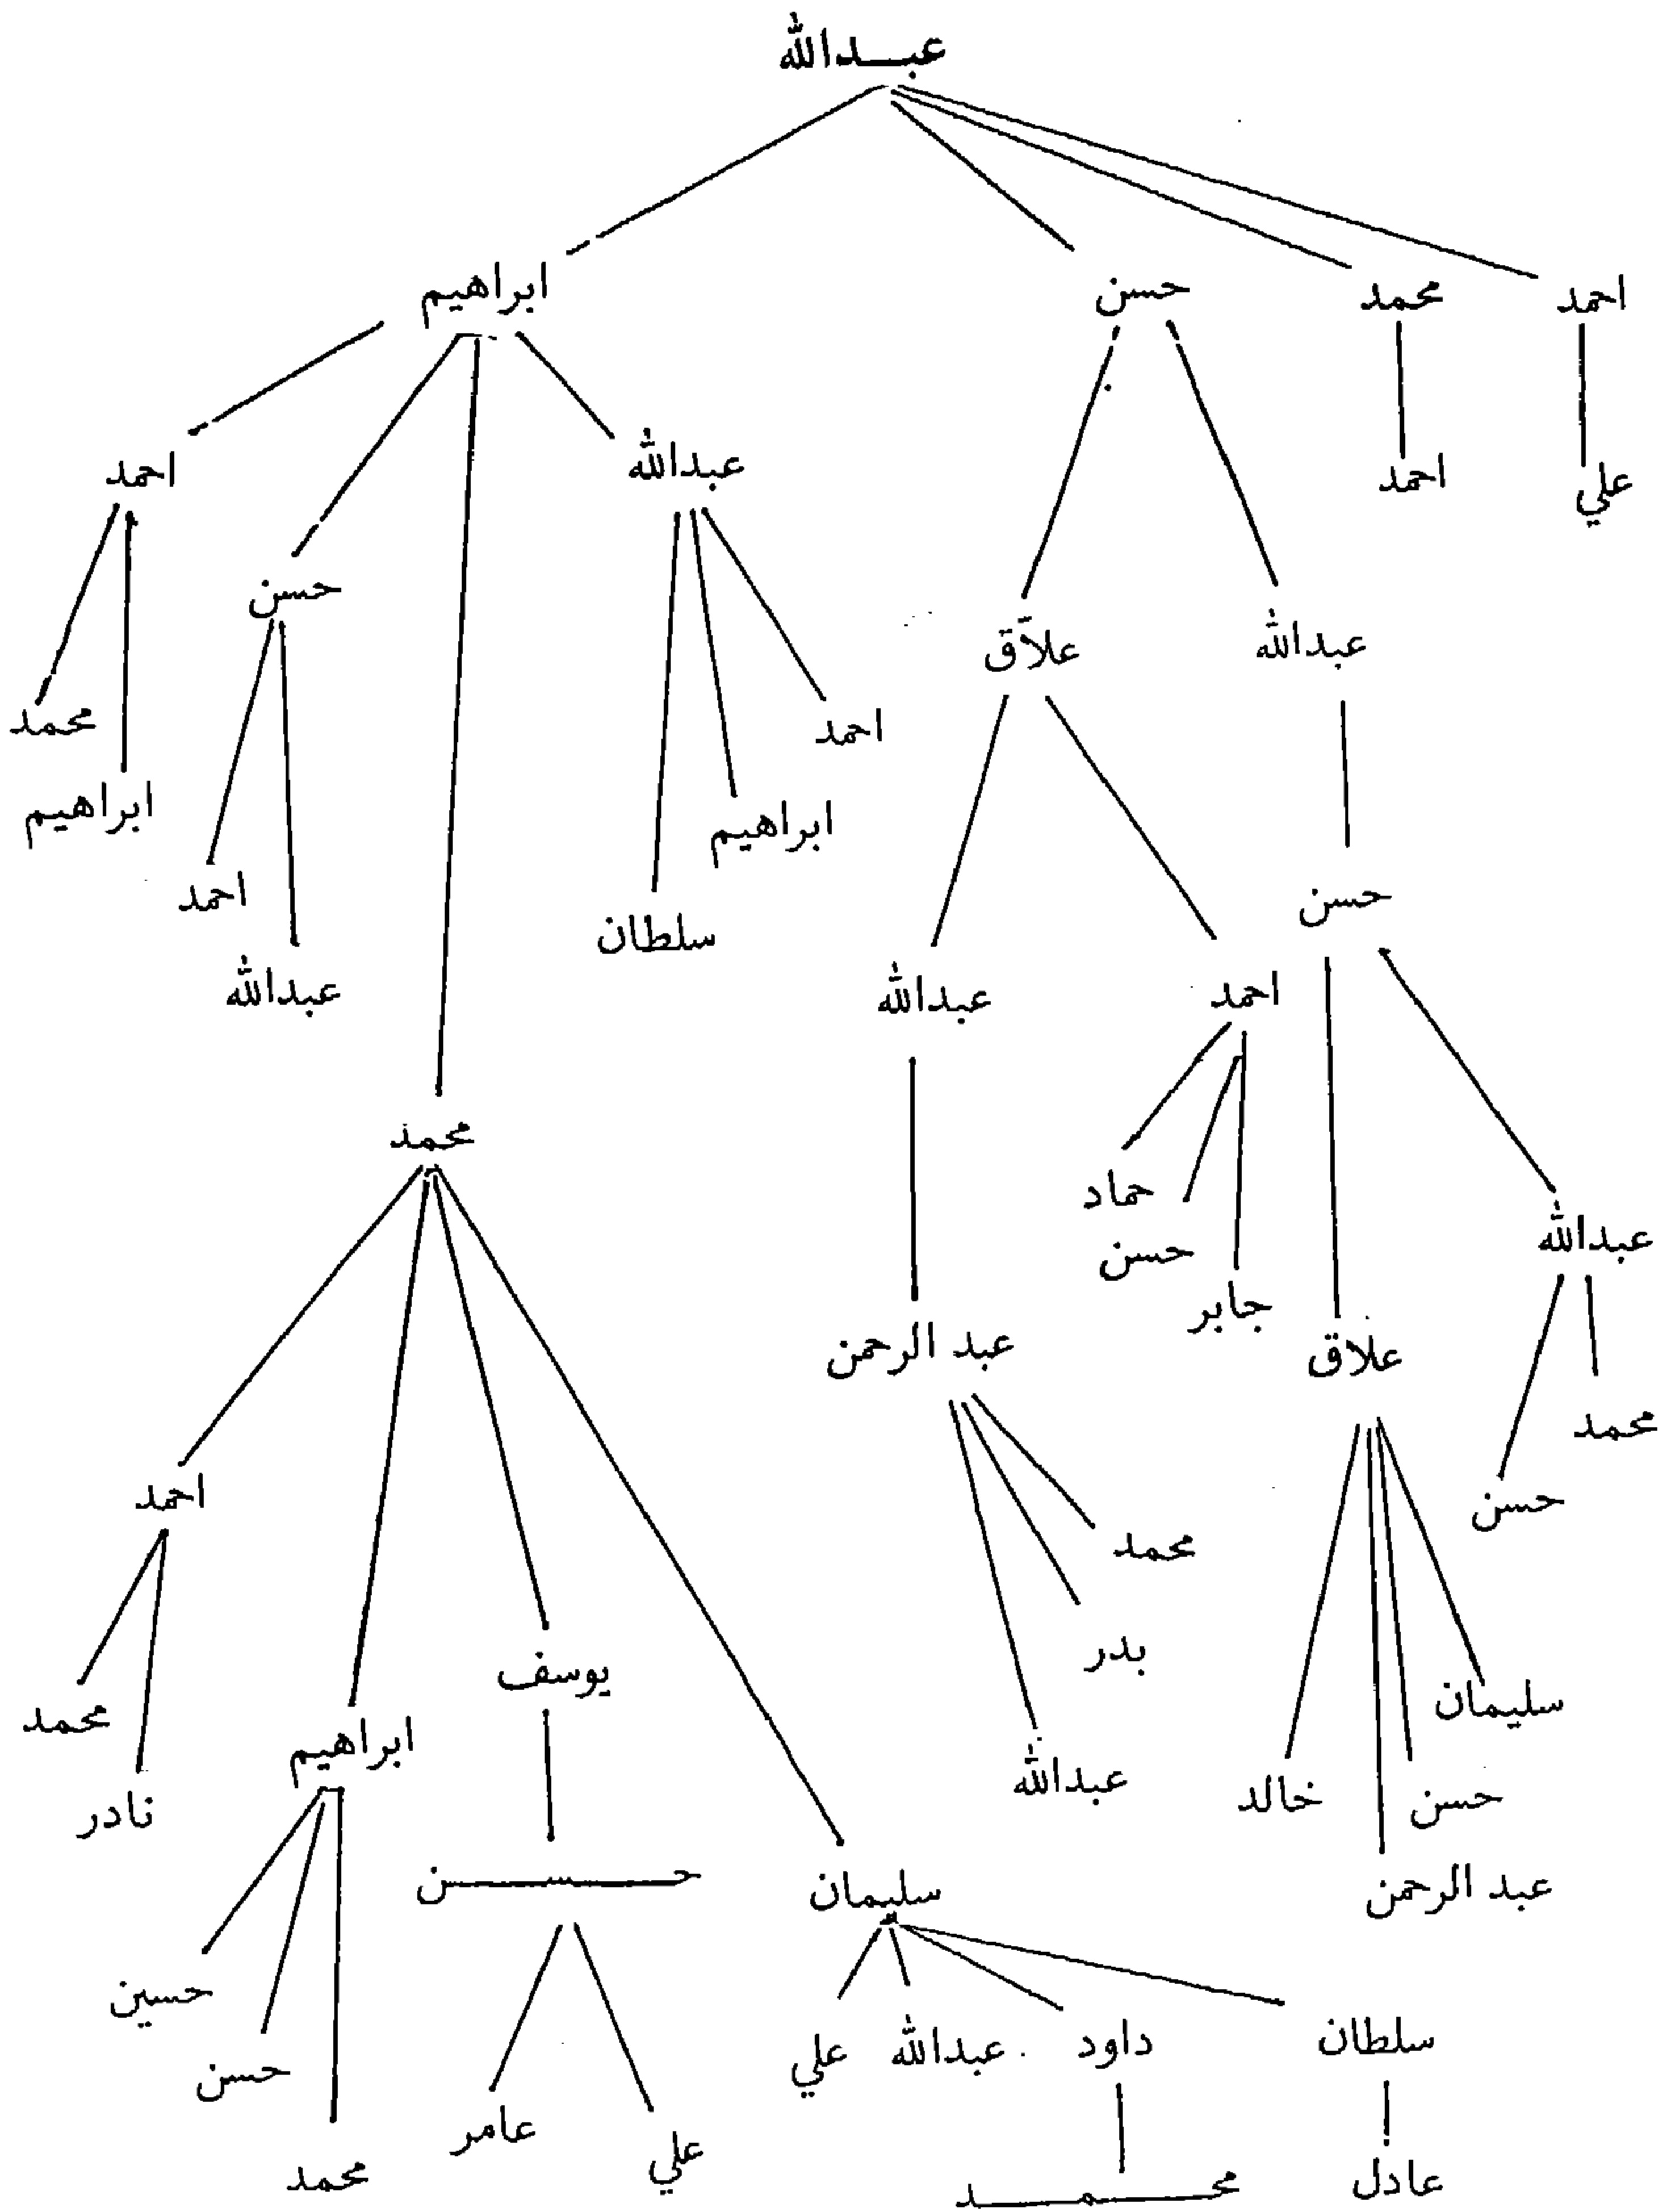 عبدالله
احمد
محمد
حسن
ابراهيم
علي
احمد
عبدالله
احمد
حسن
عبدالله
علاّق
احمد
محمد
ابراهيم
ابراهيم
احمد
حسن
سلطان
احمد
عبدالله
عبدالله
عبدالله
محمد
حماد
عبدالله
حسن
جابر
علاق
عبد الرحمن
محمد
حسن
احمد
محمد
بدر
يوسف
سليمان
محمد
ابراهيم
عبدالله
حسن
خالد
نادر
عبد الرحمن
سليمان
حسن
حسين
سلطان
داود
عبدالله
علي
حسن
عامر
علي
محمد
عادل
محمد